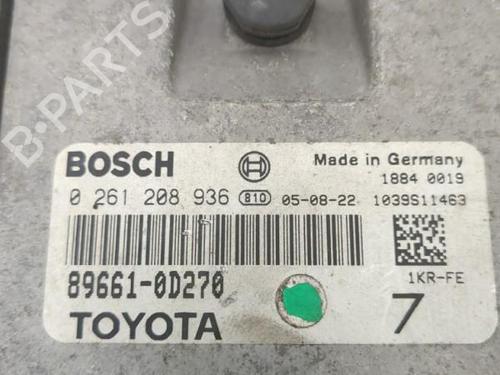 B-PARTS
BOSCH
Made in Germany
1884 0019
0 261 208 936 810 05-08-22 1039S11463
89661-0D270
1KR-FE
TOYOTA
7